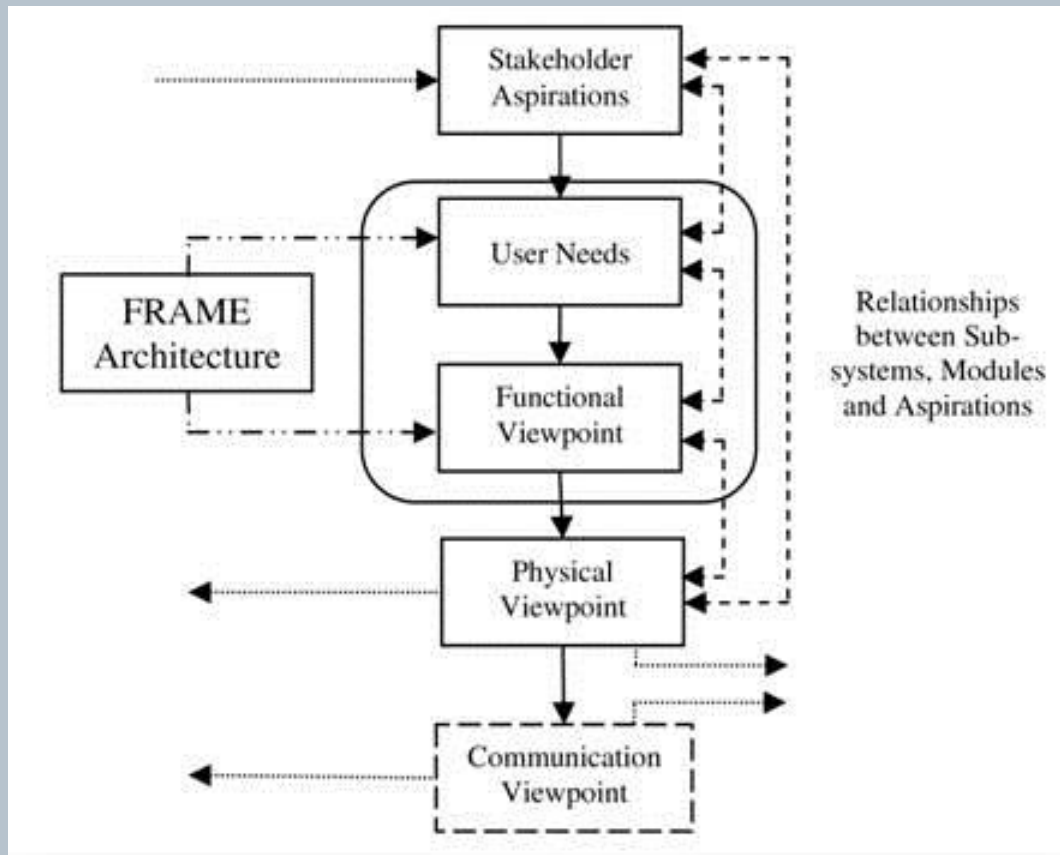 Stakeholder
Aspirations
User Needs
FRAME
Architecture
Functional
Viewpoint
Relationships
between Sub-
systems, Modules
and Aspirations
Physical
Viewpoint
Communication
Viewpoint